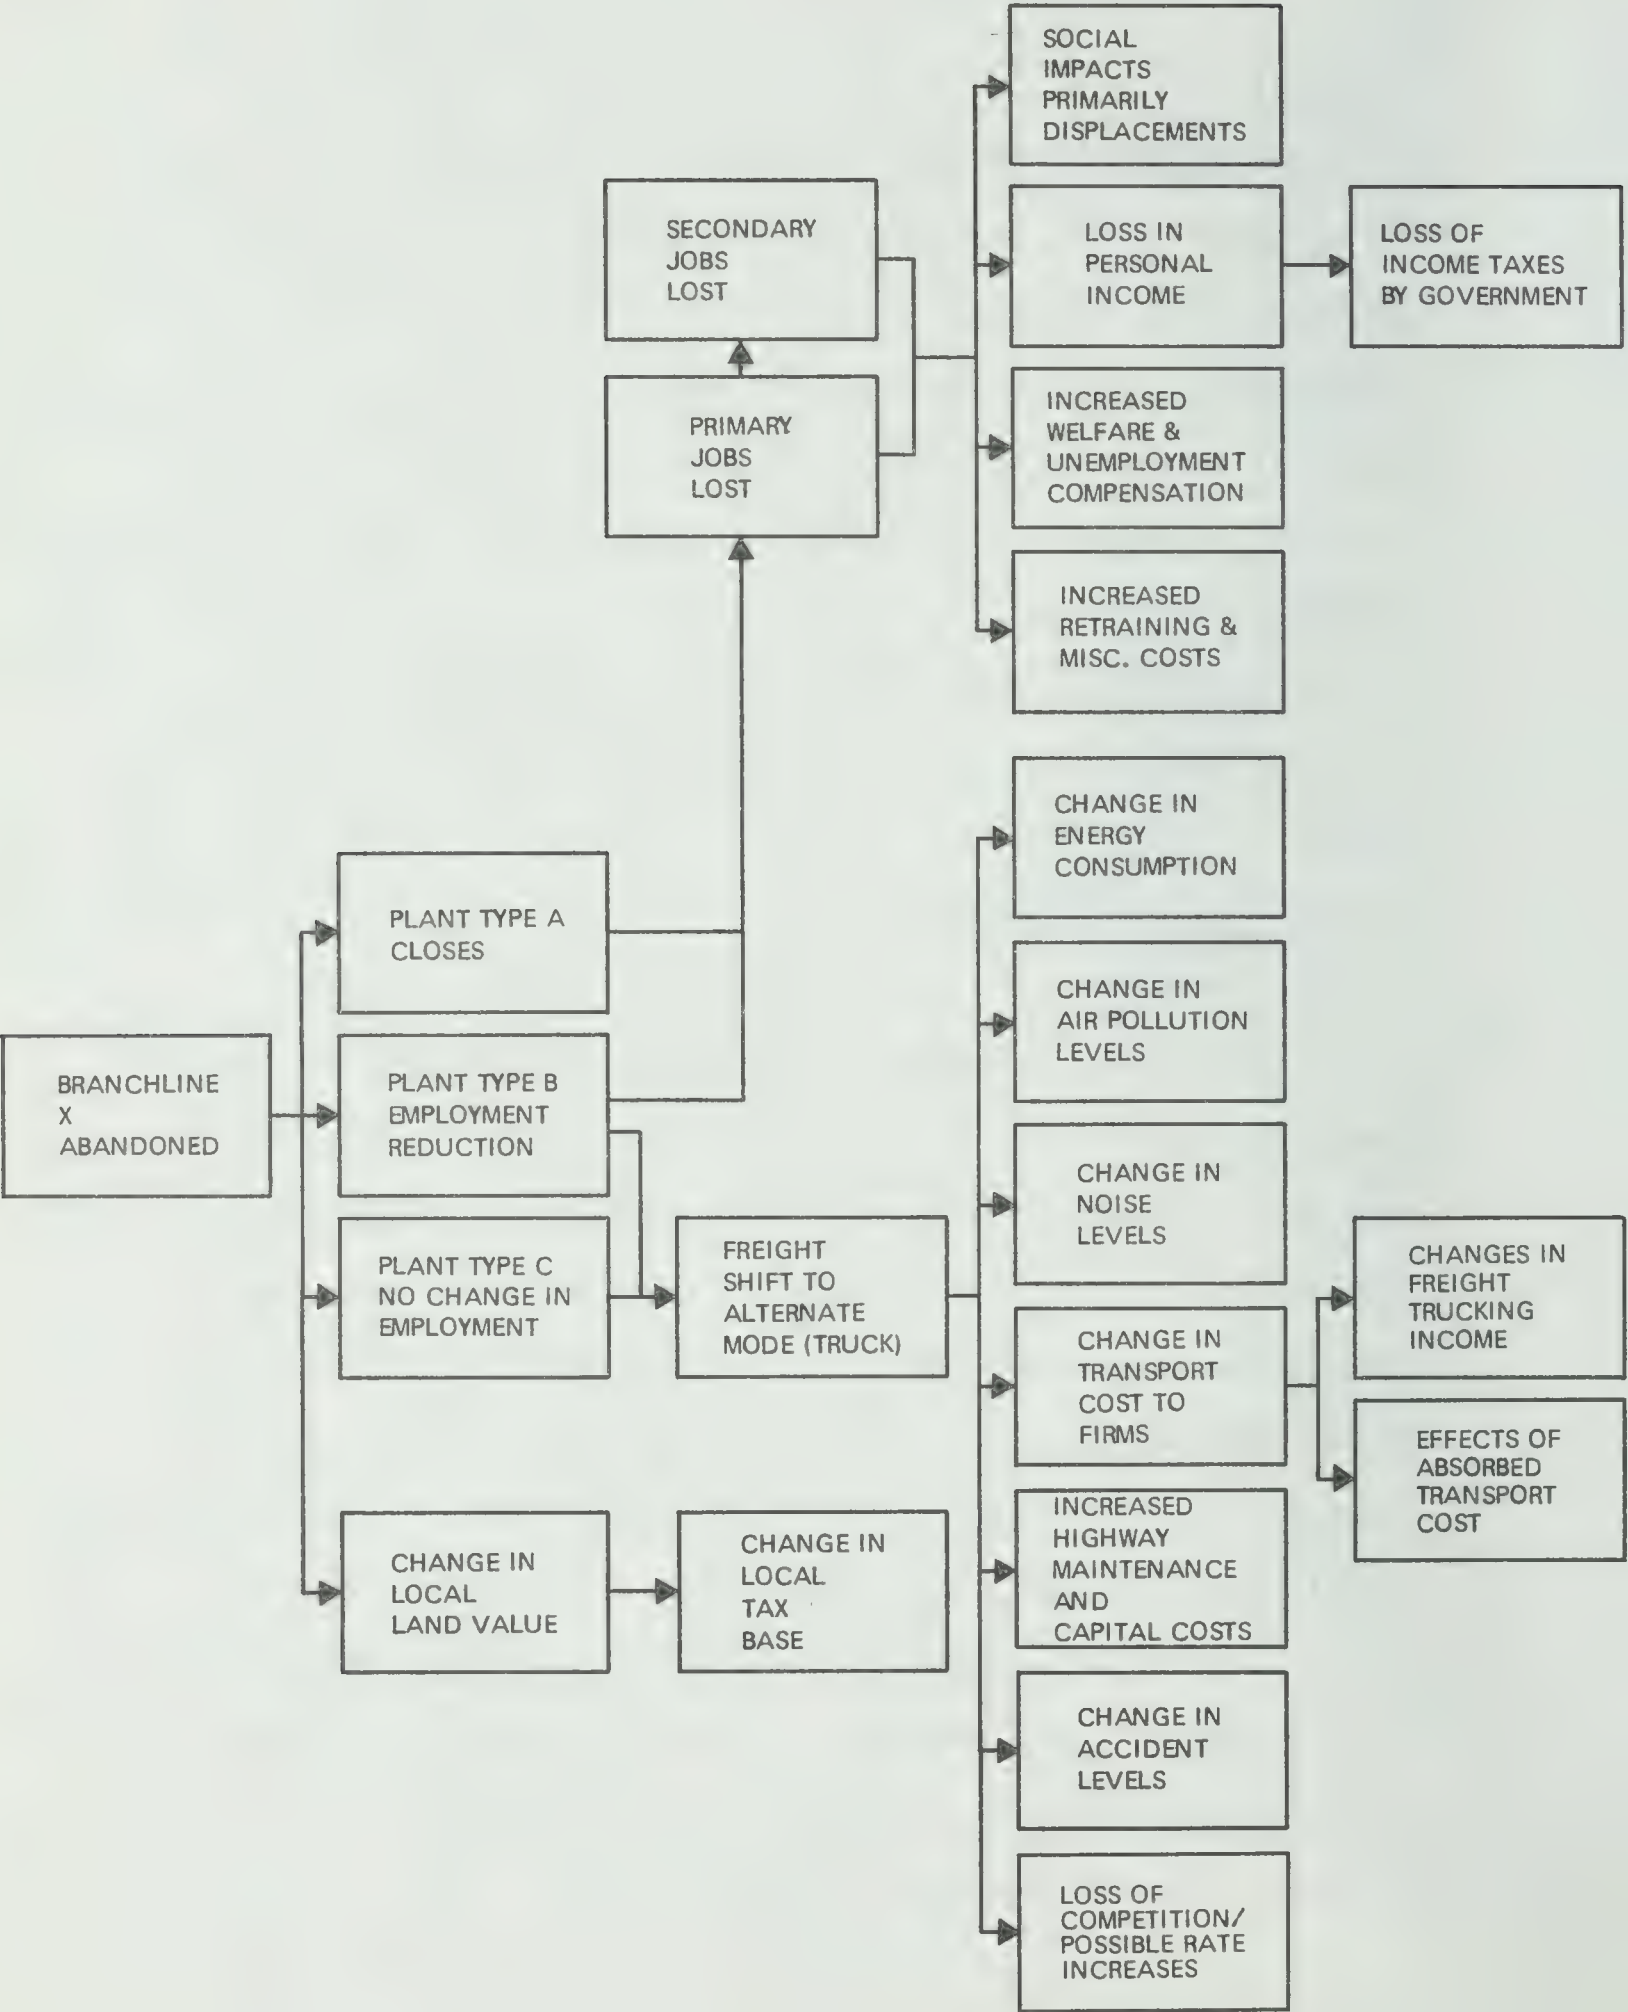 SOCIAL
IMPACTS
PRIMARILY
DISPLACEMENTS
SECONDARY
JOBS
LOST
LOSS IN
PERSONAL
INCOME
LOSS OF
INCOME TAXES
BY GOVERNMENT
PRIMARY
JOBS
LOST
INCREASED
WELFARE &
UNEMPLOYMENT
COMPENSATION
INCREASED
RETRAINING &
MISC. COSTS
CHANGE IN
ENERGY
CONSUMPTION
PLANT TYPE A
CLOSES
CHANGE IN
AIR POLLUTION
LEVELS
BRANCHLINE
X
ABANDONED
PLANT TYPE B
EMPLOYMENT
REDUCTION
CHANGE IN
NOISE
LEVELS
PLANT TYPE C
NO CHANGE IN
EMPLOYMENT
FREIGHT
SHIFT TO
ALTERNATE
MODE (TRUCK)
CHANGE IN
TRANSPORT
COST TO
FIRMS
CHANGES IN
FREIGHT
TRUCKING
INCOME
EFFECTS OF
ABSORBED
TRANSPORT
COST
CHANGE IN
LOCAL
LAND VALUE
CHANGE IN
LOCAL
TAX
BASE
INCREASED
HIGHWAY
MAINTENANCE
AND
CAPITAL COSTS
CHANGE IN
ACCIDENT
LEVELS
LOSS OF
COMPETITION/
POSSIBLE RATE
INCREASES